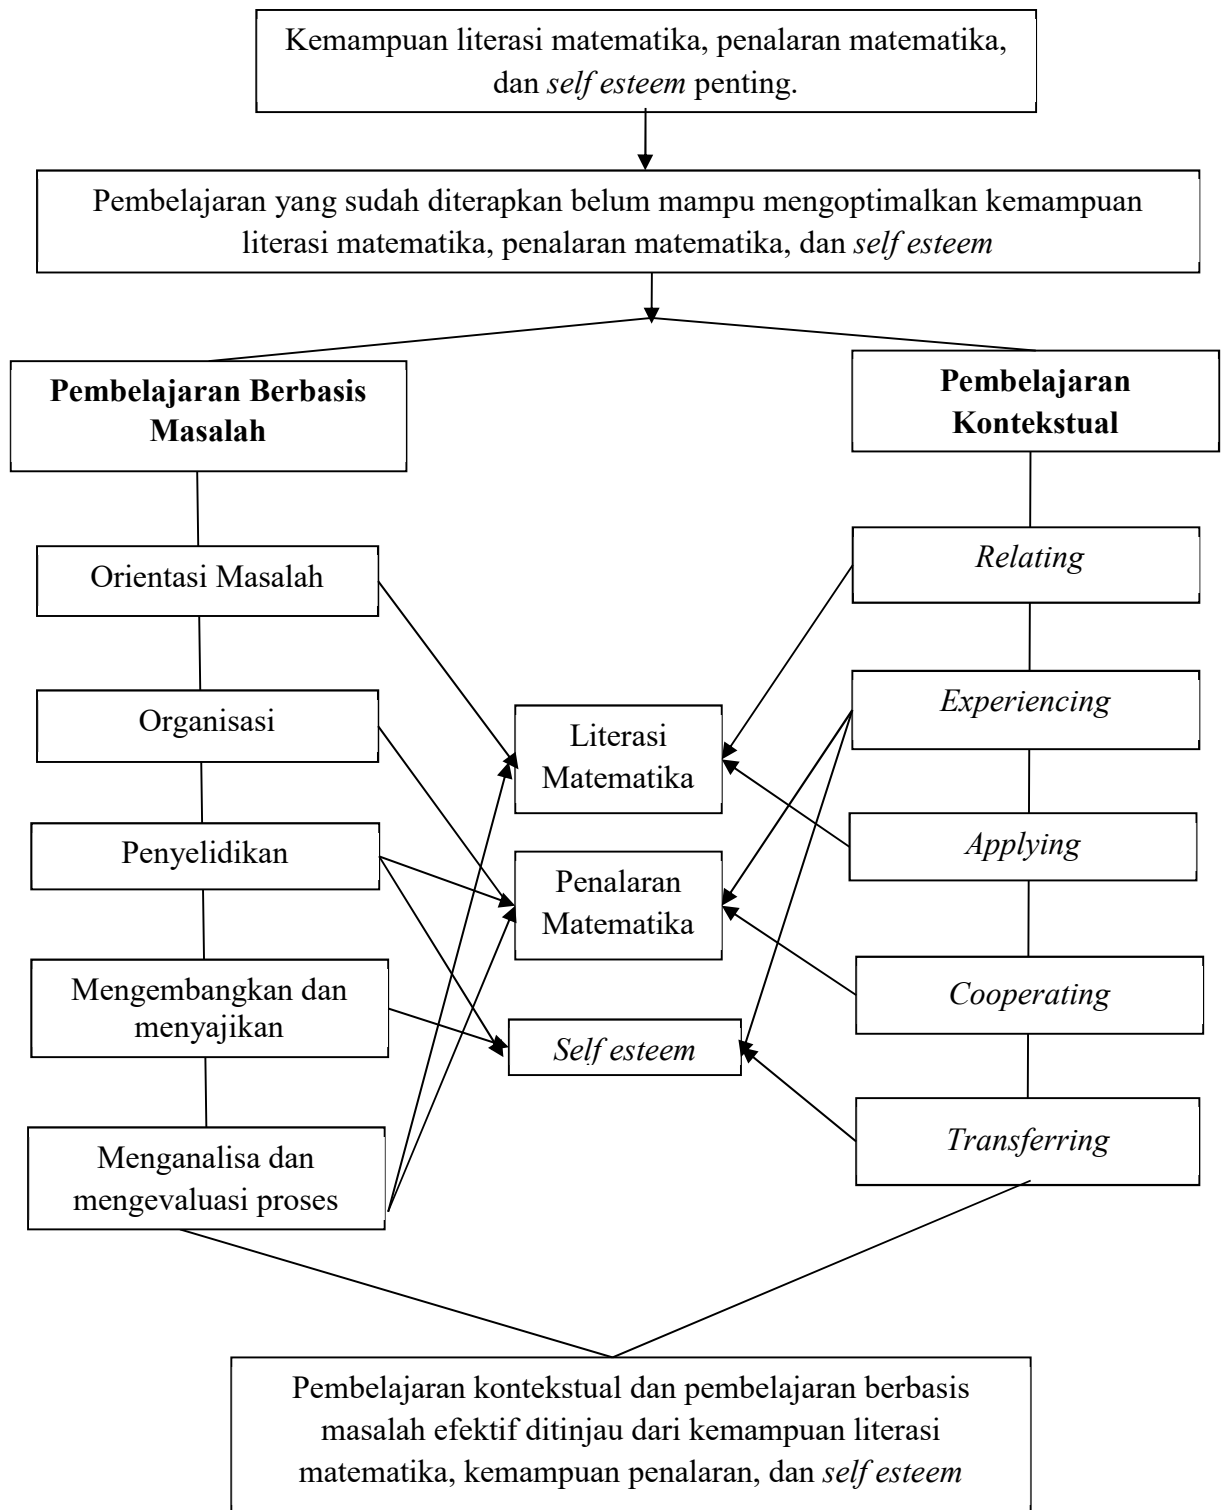 Kemampuan literasi matematika, penalaran matematika,
dan self esteem penting.
Pembelajaran yang sudah diterapkan belum mampu mengoptimalkan kemampuan
literasi matematika, penalaran matematika, dan self esteem
Pembelajaran Berbasis
Masalah
Pembelajaran
Kontekstual
Orientasi Masalah
Organisasi
Penyelidikan
Mengembangkan dan
menyajikan
Menganalisa dan
mengevaluasi proses
Literasi
Matematika
Penalaran
Matematika
Self esteem
Relating
Experiencing
Applying
Cooperating
Transferring
Pembelajaran kontekstual dan pembelajaran berbasis
masalah efektif ditinjau dari kemampuan literasi
matematika, kemampuan penalaran, dan self esteem